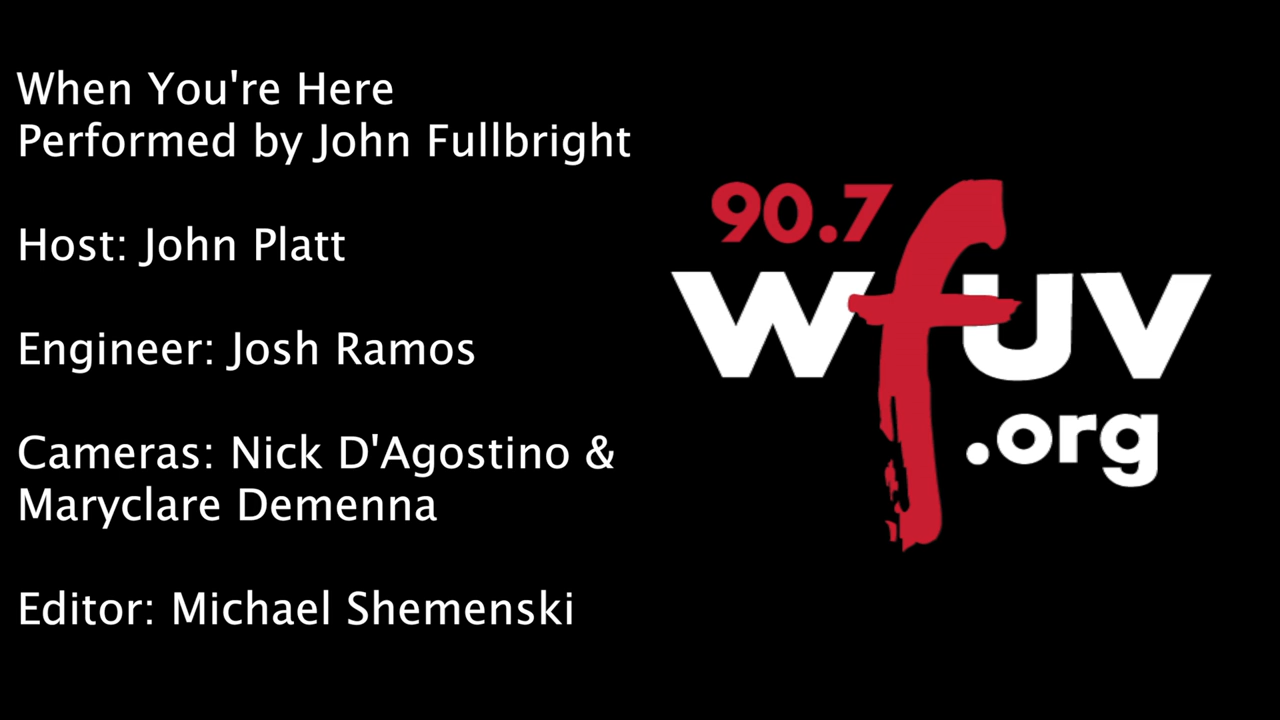 When You're Here
Performed by John Fullbright
Host: John Platt
Engineer: Josh Ramos
Cameras: Nick D'Agostino &
Maryclare Demenna
Editor: Michael Shemenski
90.7
wfuv
.org